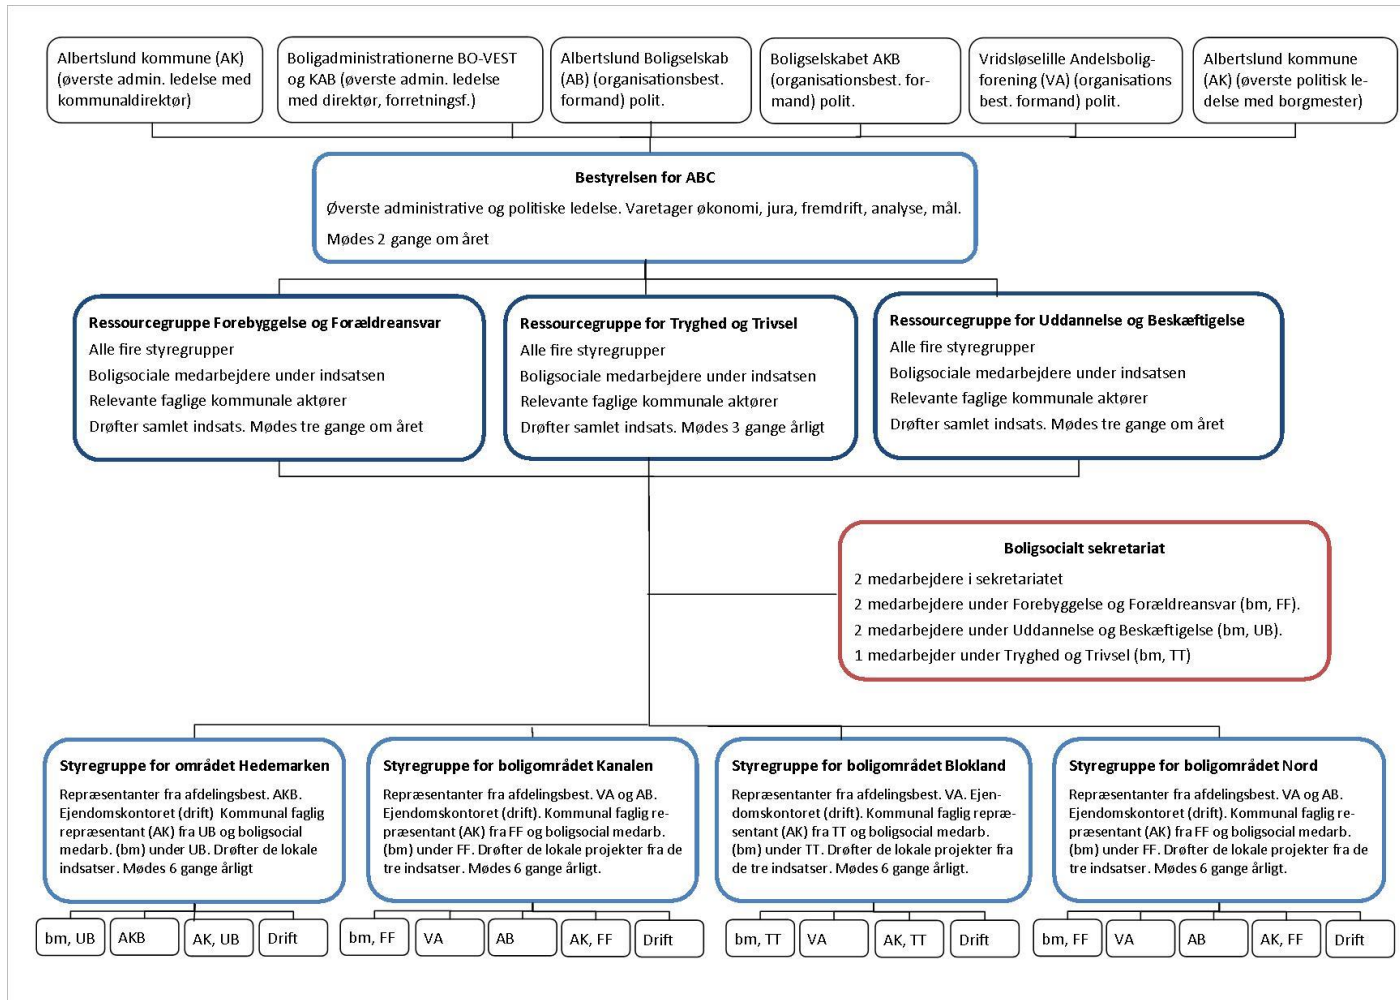 Albertslund kommune (AK)
(øverste admin. ledelse med
kommunaldirektør)
Boligadministrationerne BO-VEST
og KAB (øverste admin. ledelse
med direktør, forretningsf.)
Albertslund Boligselskab
(AB) (organisationsbest.
formand) polit.
Boligselskabet AKB
(organisationsbest. for-
mand) polit.
Vridsløselille Andelsbolig-
forening (VA) (organisations
best. formand) polit.
Albertslund kommune
(AK) (øverste politisk le-
delse med borgmester)
Bestyrelsen for ABC
Øverste administrative og politiske ledelse. Varetager økonomi, jura, fremdrift, analyse, mål.
Mødes 2 gange om året
Ressourcegruppe Forebyggelse og Forældreansvar
Alle fire styregrupper
Boligsociale medarbejdere under indsatsen
Relevante faglige kommunale aktører
Drøfter samlet indsats. Mødes tre gange om året
Ressourcegruppe for Tryghed og Trivsel
Alle fire styregrupper
Boligsociale medarbejdere under indsatsen
Relevante faglige kommunale aktører
Drøfter samlet indsats. Mødes 3 gange årligt
Ressourcegruppe for Uddannelse og Beskæftigelse
Alle fire styregrupper
Boligsociale medarbejdere under indsatsen
Relevante faglige kommunale aktører
Drøfter samlet indsats. Mødes tre gange om året
Boligsocialt sekretariat
2 medarbejdere i sekretariatet
2 medarbejdere under Forebyggelse og Forældreansvar (bm, FF).
2 medarbejdere under Uddannelse og Beskæftigelse (bm, UB).
1 medarbejder under Tryghed og Trivsel (bm, TT)
Styregruppe for området Hedemarken
Repræsentanter fra afdelingsbest. AKB.
Ejendomskontoret (drift)  Kommunal faglig
repræsentant (AK) fra UB og boligsocial
medarb. (bm) under UB. Drøfter de lokale
indsatser. Mødes 6 gange årligt
Styregruppe for boligområdet Kanalen
Repræsentanter fra afdelingsbest. VA og AB.
Ejendomskontoret (drift). Kommunal faglig re-
præsentant (AK) fra FF og boligsocial medarb.
(bm) under FF. Drøfter de lokale projekter fra de
tre indsatser. Mødes 6 gange årligt.
Styregruppe for boligområdet Blokland
Repræsentanter fra afdelingsbest. VA. Ejen-
domskontoret (drift). Kommunal faglig repræ-
sentant (AK) fra TT og boligsocial medarb.
(bm) under TT. Drøfter de lokale projekter fra
de tre indsatser. Mødes 6 gange årligt.
Styregruppe for boligområdet Nord
Repræsentanter fra afdelingsbest. VA og AB.
Ejendomskontoret (drift). Kommunal faglig re-
præsentant (AK) fra FF og boligsocial medarb.
(bm) under FF. Drøfter de lokale projekter fra de
tre indsatser. Mødes 6 gange årligt.
bm, UB
AKB
AK, UB
Drift
bm, FF
VA
AB
AK, FF
Drift
bm, TT
VA
AK, TT
Drift
bm, FF
VA
AB
AK, FF
Drift